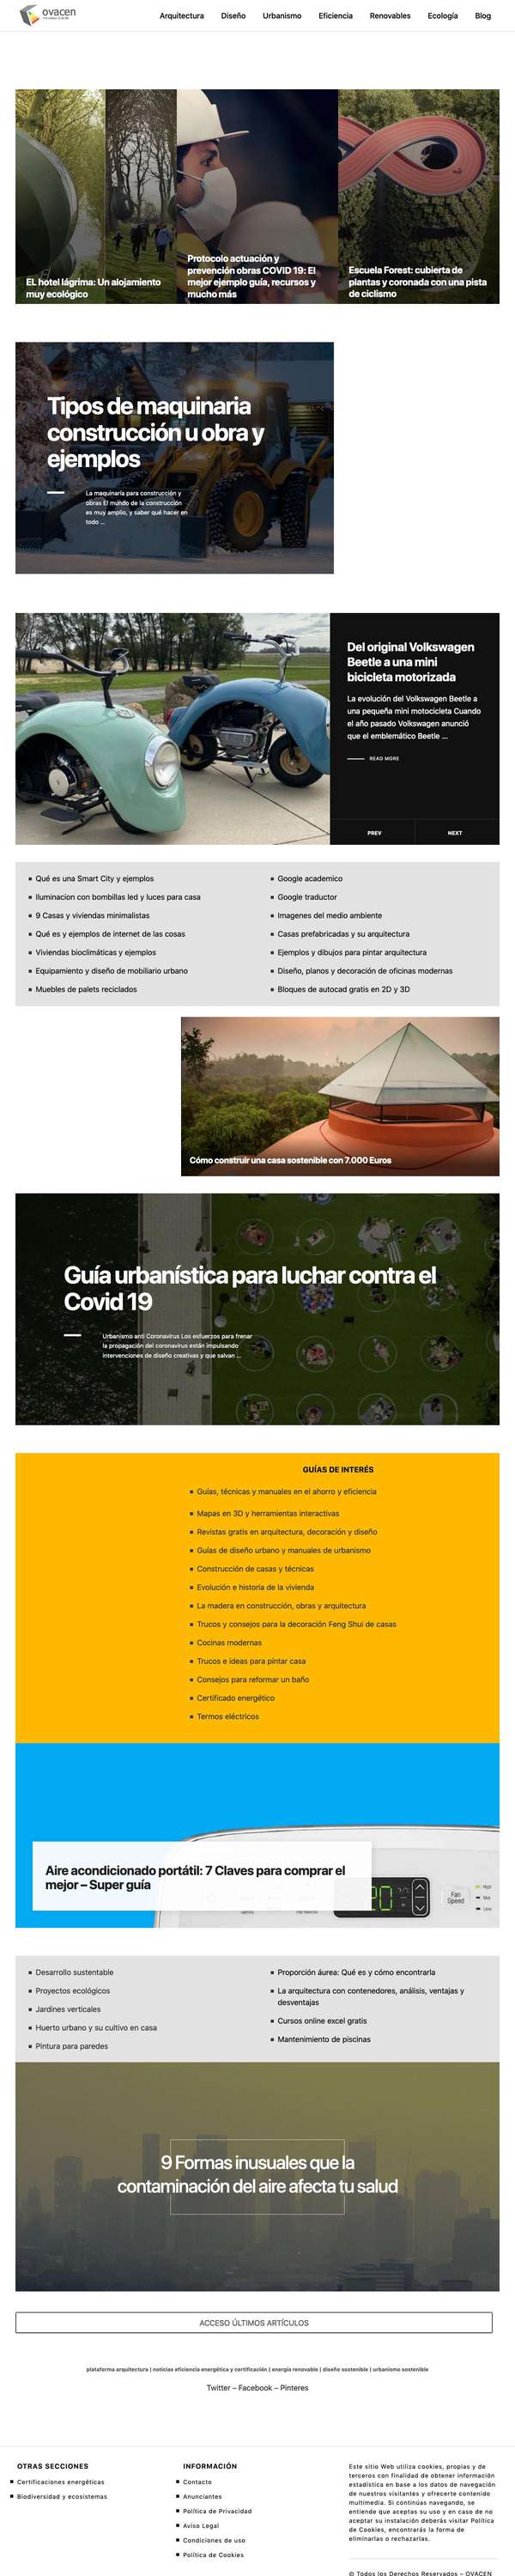 ovacen
Arquitectura Diseño Urbanismo Eficiencia Renovables Ecología Blog
EL hotel lágrima: Un alojamiento
muy ecológico
Protocolo actuación y
prevención obras COVID 19: El
mejor ejemplo guía, recursos y
mucho más
Escuela Forest: cubierta de
plantas y coronada con una pista
de ciclismo
Tipos de maquinaria
construcción u obra y
ejemplos
La maquinaria para construcción y
obras El mundo de la construcción
es muy amplio, y saber qué hacer en
todo ...
Del original Volkswagen
Beetle a una mini
bicicleta motorizada
La evolución del Volkswagen Beetle a
una pequeña mini motocicleta Cuando
el año pasado Volkswagen anunció
que el emblemático Beetle ...
READ MORE
PREV NEXT
Qué es una Smart City y ejemplos
Iluminacion con bombillas led y luces para casa
9 Casas y viviendas minimalistas
Qué es y ejemplos de internet de las cosas
Viviendas bioclimáticas y ejemplos
Equipamiento y diseño de mobiliario urbano
Muebles de palets reciclados
Google academico
Google traductor
Imagenes del medio ambiente
Casas prefabricadas y su arquitectura
Ejemplos y dibujos para pintar arquitectura
Diseño, planos y decoración de oficinas modernas
Bloques de autocad gratis en 2D y 3D
Cómo construir una casa sostenible con 7.000 Euros
Guía urbanística para luchar contra el
Covid 19
Urbanismo anti Coronavirus Los esfuerzos para frenar
la propagación del coronavirus están impulsando
intervenciones de diseño creativas y que salvan ...
GUÍAS DE INTERÉS
Guías, técnicas y manuales en el ahorro y eficiencia
Mapas en 3D y herramientas interactivas
Revistas gratis en arquitectura, decoración y diseño
Guías de diseño urbano y manuales de urbanismo
Construcción de casas y técnicas
Evolución e historia de la vivienda
La madera en construcción, obras y arquitectura
Trucos y consejos para la decoración Feng Shui de casas
Cocinas modernas
Trucos e ideas para pintar casa
Consejos para reformar un baño
Certificado energético
Termos eléctricos
Aire acondicionado portátil: 7 Claves para comprar el
mejor – Super guía
Fan
Speed
High
Med
Low
Desarrollo sustentable
Proyectos ecológicos
Jardines verticales
Huerto urbano y su cultivo en casa
Pintura para paredes
Proporción áurea: Qué es y cómo encontrarla
La arquitectura con contenedores, análisis, ventajas y
desventajas
Cursos online excel gratis
Mantenimiento de piscinas
9 Formas inusuales que la
contaminación del aire afecta tu salud
ACCESO ÚLTIMOS ARTÍCULOS
plataforma arquitectura | noticias eficiencia energética y certificación | energía renovable | diseño sostenible | urbanismo sostenible
Twitter – Facebook – Pinteres
OTRAS SECCIONES
Certificaciones energéticas
Biodiversidad y ecosistemas
INFORMACIÓN
Contacto
Anunciantes
Política de Privacidad
Aviso Legal
Condiciones de uso
Política de Cookies
Este sitio Web utiliza cookies, propias y de
terceros con finalidad de obtener información
estadística en base a los datos de navegación
de nuestros visitantes y ofrecerte contenido
multimedia. Si continúas navegando, se
entiende que aceptas su uso y en caso de no
aceptar su instalación deberás visitar Política
de Cookies, encontrarás la forma de
eliminarlas o rechazarlas.
© Todos los Derechos Reservados – OVACEN